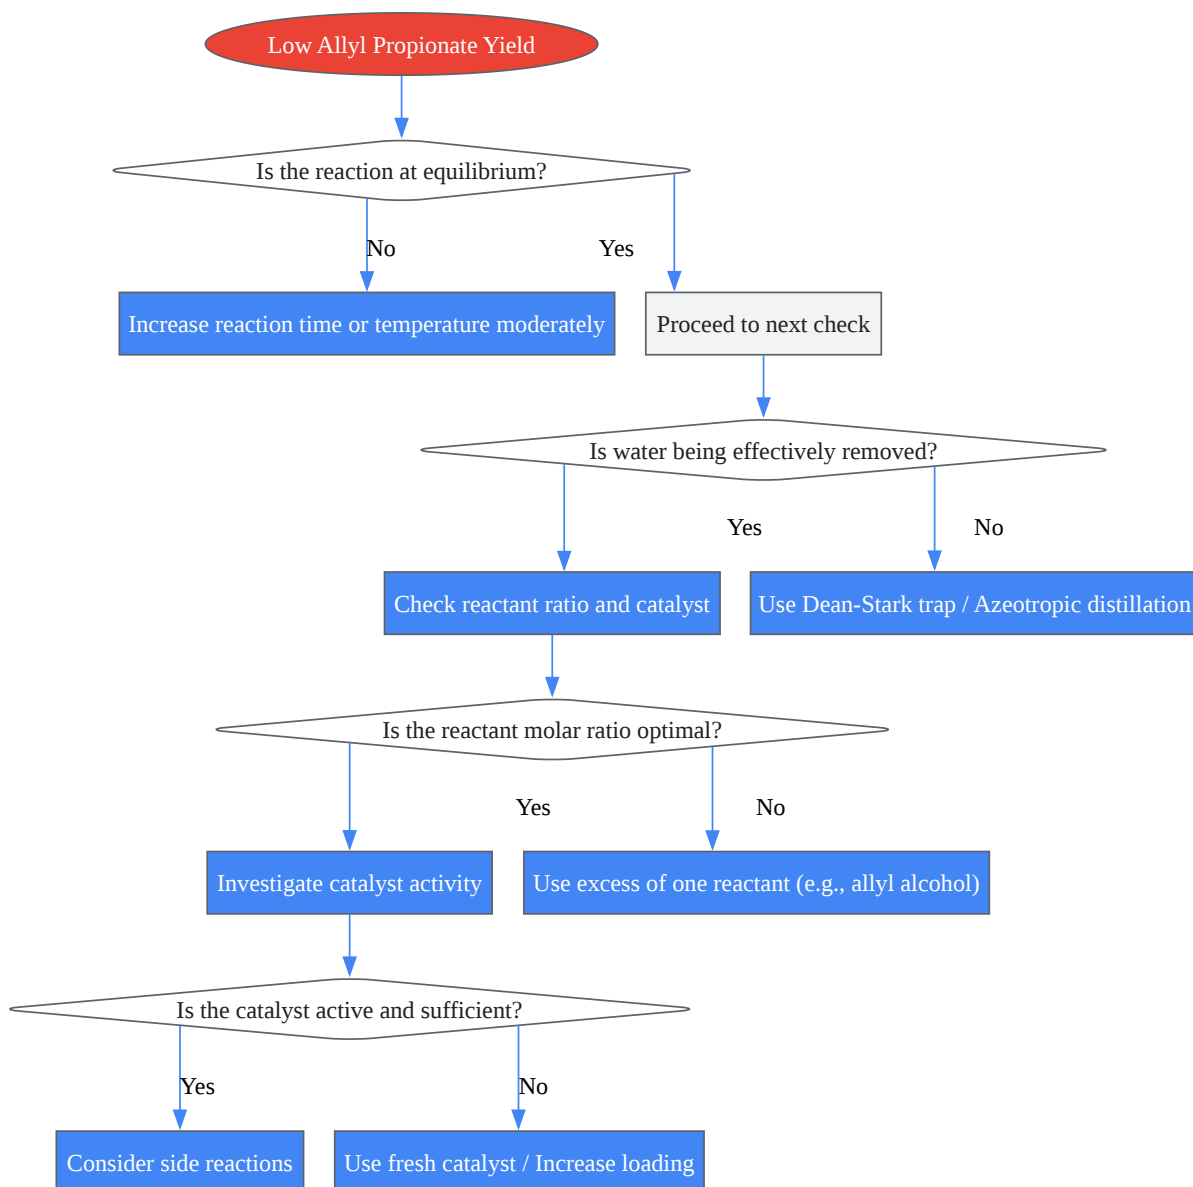 Low Allyl Propionate Yield
Is the reaction at equilibrium?
No
Yes
Increase reaction time or temperature moderately
Proceed to next check
Is water being effectively removed?
Yes
No
Check reactant ratio and catalyst
Use Dean-Stark trap / Azeotropic distillation
Is the reactant molar ratio optimal?
Yes
No
Investigate catalyst activity
Use excess of one reactant (e.g., allyl alcohol)
Is the catalyst active and sufficient?
Yes
No
Consider side reactions
Use fresh catalyst / Increase loading